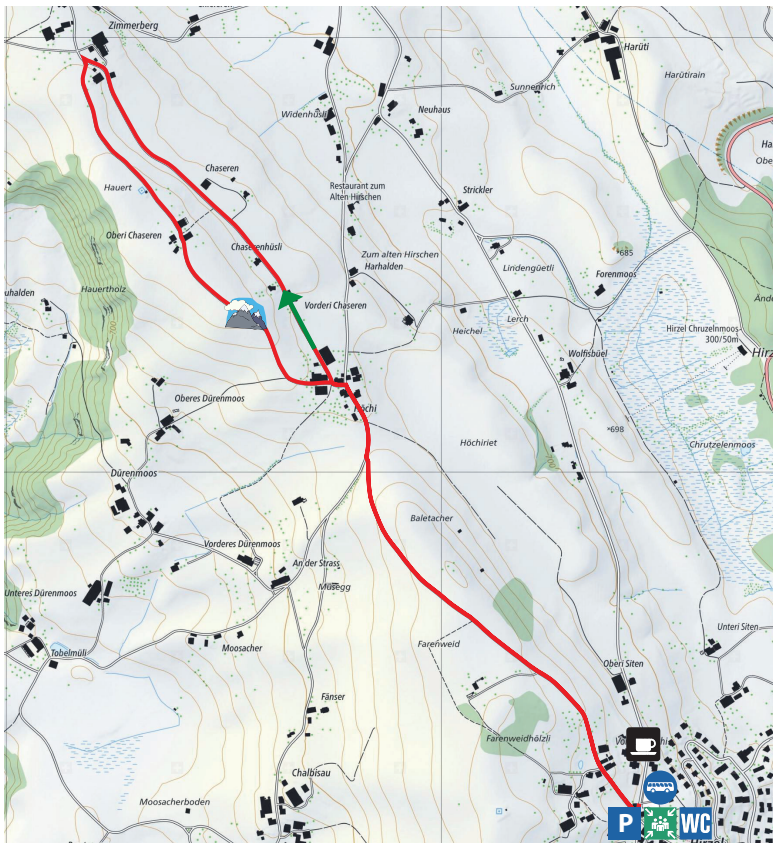 Zimmerberg
Harüti
Harütirain
Sunnenrich
Widenhüsli
Neuhaus
Chaseren
Hauert
Restaurant zum
Alten Hirschen
Strickler
Oberi Chaseren
Chaserenhüsli
Zum alten Hirschen
Harhalden
×685
Lindengüetli
Forenmoos
Hauertholz
Vorderi Chaseren
Lerch
Heichel
Hirzel Chruzelnmoos
300/50m
Wolfisbüel
Oberes Dürenmoos
Höchi
×698
Höchiriet
Chrutzelenmoos
Dürenmoos
Baletacher
Vorderes Dürenmoos
An der Strass
Müsegg
Unteres Dürenmoos
Unteri Siten
Tobelmüli
Moosacher
Farenweid
Oberi Siten
Fänser
Farenweidhölzli
Chalbisau
Moosacherboden
P
WC